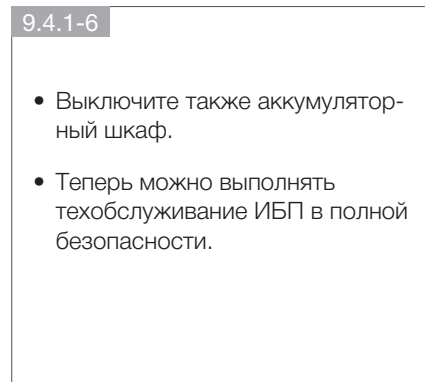 9.4.1-6
• Выключите также аккумулятор-
ный шкаф.
• Теперь можно выполнять
техобслуживание ИБП в полной
безопасности.